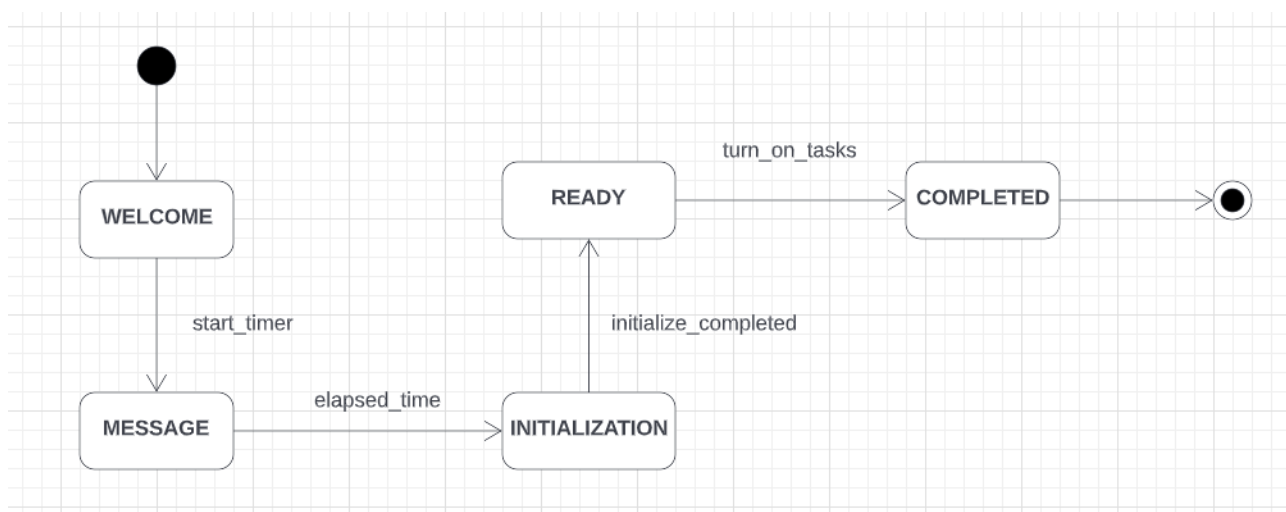 WELCOME
start_timer
MESSAGE
elapsed_time
INITIALIZATION
initialize_completed
READY
turn_on_tasks
COMPLETED